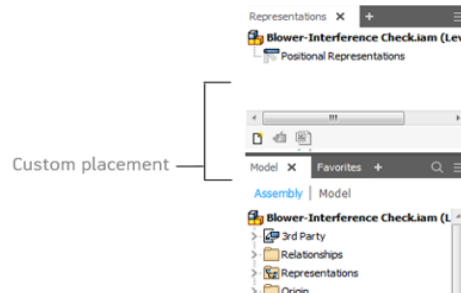 Representations × +
Blower-Interference Check.iam (Lev
Positional Representations
Custom placement
Model × Favorites +
Assembly | Model
Blower-Interference Check.iam (L
3rd Party
Relationships
Representations
Origin